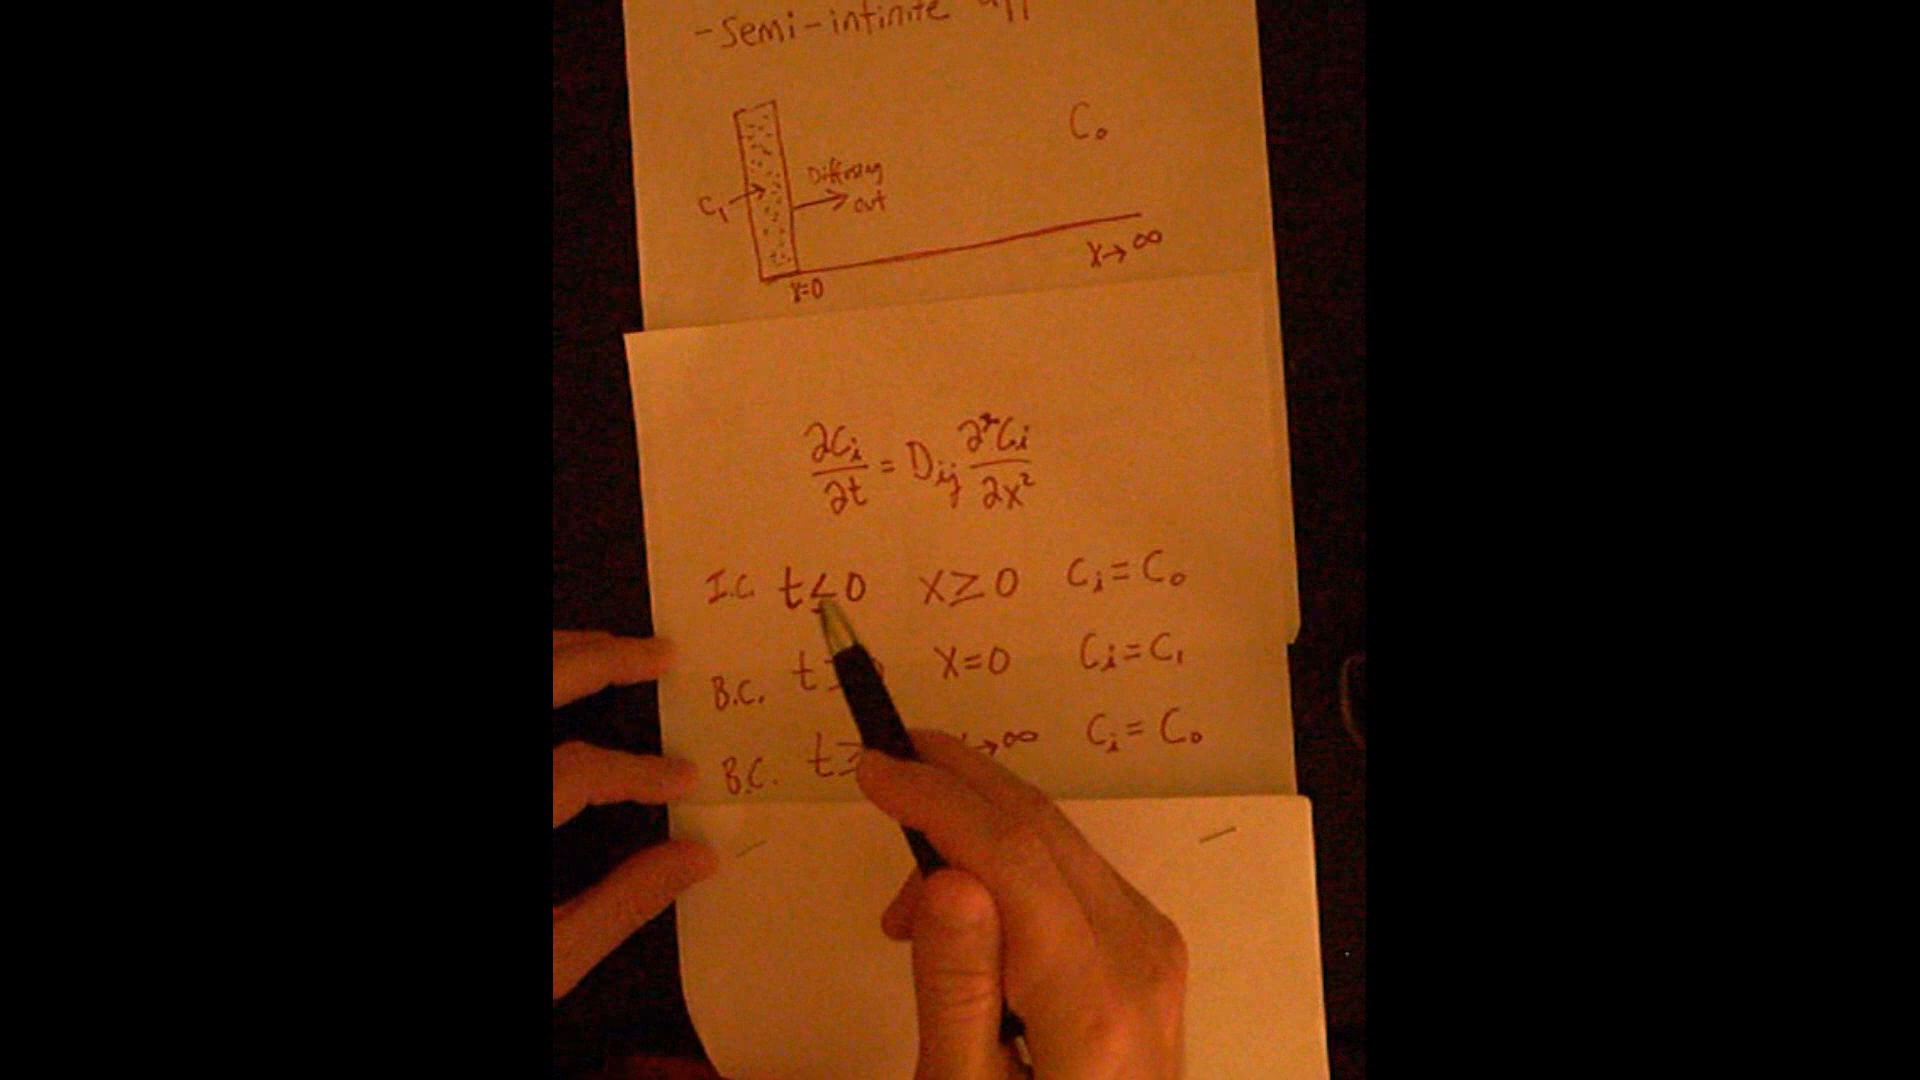 -Semi-infinite
C₀
Diffusing
C₁ → → out
x→∞
x=0
∂Cᵢ/∂t = Dᵢⱼ ∂²Cᵢ/∂x²
I.C. t≤0 x≥0 Cᵢ=C₀
B.C. t≥ x=0 Cᵢ=C₁
B.C. t≥ →∞ Cᵢ=C₀